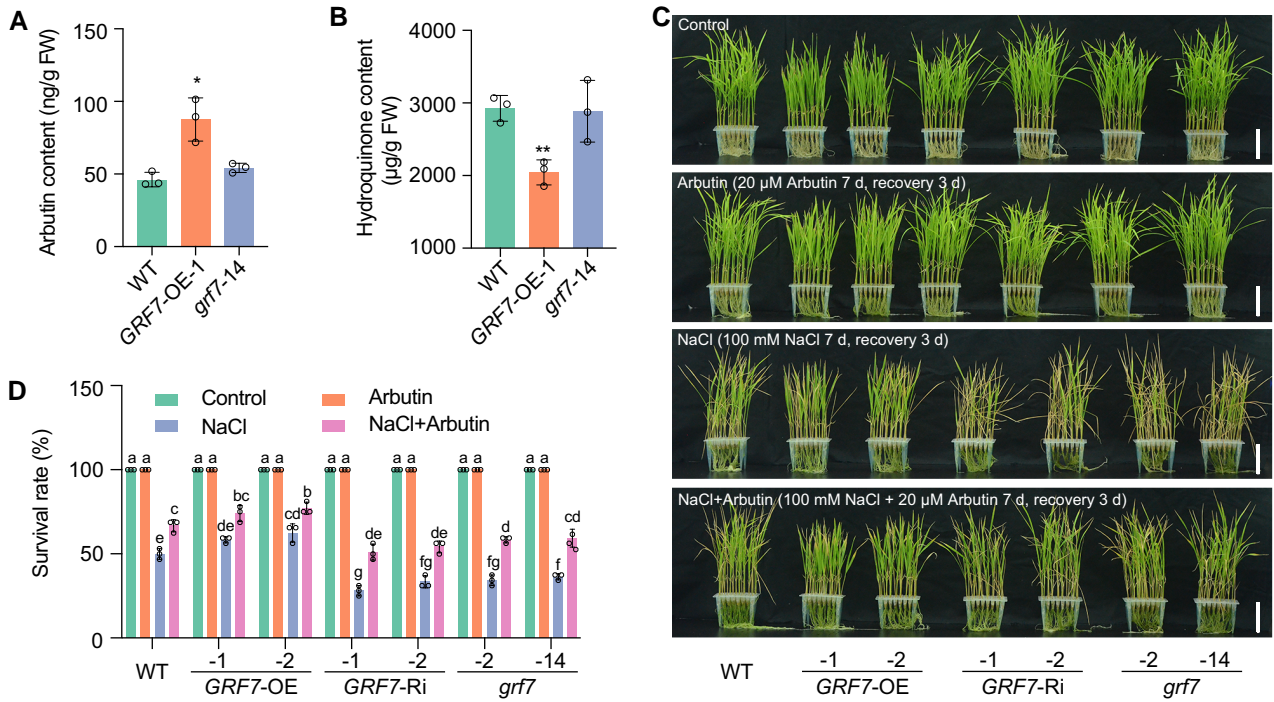 A
Arbutin content (ng/g FW)
150
100
50
0
*
WT
GRF7-OE-1
grf7-14
B
Hydroquinone content
(μg/g FW)
4000
3000
2000
1000
**
WT
GRF7-OE-1
grf7-14
C
Control
Arbutin (20 μM Arbutin 7 d, recovery 3 d)
NaCl (100 mM NaCl 7 d, recovery 3 d)
NaCl+Arbutin (100 mM NaCl + 20 μM Arbutin 7 d, recovery 3 d)
WT
-1 -2 -1 -2 -2 -14
GRF7-OE GRF7-Ri grf7
D
Survival rate (%)
150
100
50
0
Control Arbutin
NaCl NaCl+Arbutin
a a a a a a a a a a a a a a
e c de bc cd b g de fg de fg d f cd
WT
-1 -2 -1 -2 -2 -14
GRF7-OE GRF7-Ri grf7